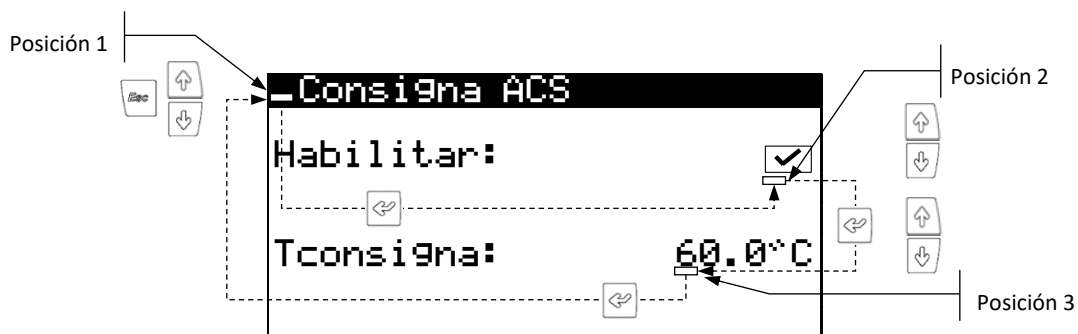 Posición 1
Posición 2
Esc
Consigna ACS
Habilitar:
Tconsigna: 60.0°C
Posición 3